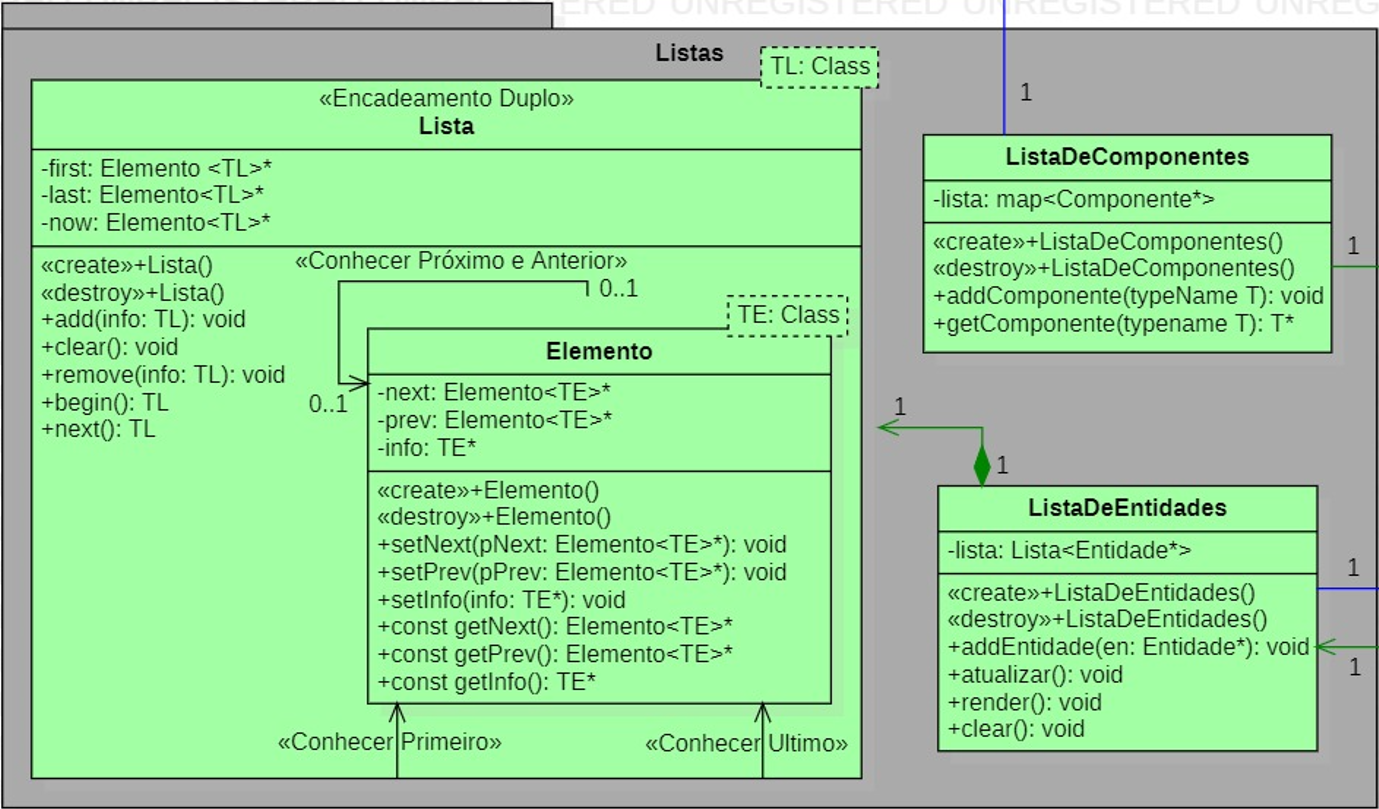 UNREGISTERED UNREGISTERED
Listas
TL: Class
«Encadeamento Duplo»
Lista
-first: Elemento <TL>*
-last: Elemento<TL>*
-now: Elemento<TL>*
«create»+Lista()
«destroy»+Lista()
+add(info: TL): void
+clear(): void
+remove(info: TL): void
+begin(): TL
+next(): TL
«Conhecer Próximo e Anterior»
0..1
0..1
TE: Class
Elemento
-next: Elemento<TE>*
-prev: Elemento<TE>*
-info: TE*
«create»+Elemento()
«destroy»+Elemento()
+setNext(pNext: Elemento<TE>*): void
+setPrev(pPrev: Elemento<TE>*): void
+setInfo(info: TE*): void
+const getNext(): Elemento<TE>*
+const getPrev(): Elemento<TE>*
+const getInfo(): TE*
«Conhecer Primeiro»
«Conhecer Ultimo»
1
ListaDeComponentes
-lista: map<Componente*>
«create»+ListaDeComponentes()
«destroy»+ListaDeComponentes()
+addComponente(typeName T): void
+getComponente(typename T): T*
1
1
1
ListaDeEntidades
-lista: Lista<Entidade*>
«create»+ListaDeEntidades()
«destroy»+ListaDeEntidades()
+addEntidade(en: Entidade*): void
+atualizar(): void
+render(): void
+clear(): void
1
1